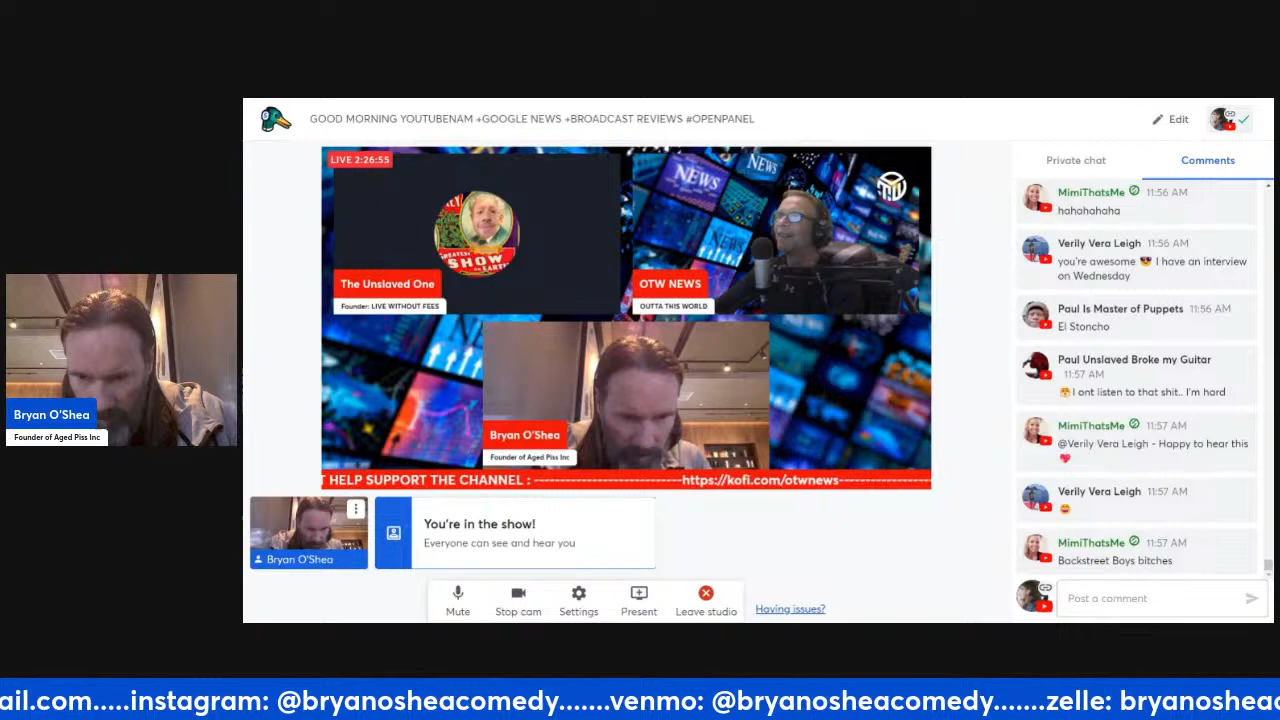 GOOD MORNING YOUTUBENAM +GOOGLE NEWS +BROADCAST REVIEWS #OPENPANEL
Edit
Private chat
Comments
LIVE 2:26:55
NEWS
NEWS
NEWS
GREATEST
SHOW
The Unslaved One
Founder: LIVE WITHOUT FEES
OTW NEWS
OUTTA THIS WORLD
Bryan O'Shea
Founder of Aged Piss Inc
Bryan O'Shea
Founder of Aged Piss Inc
T HELP SUPPORT THE CHANNEL : -----------------------------https://kofi.com/otwnews------------------
Bryan O'Shea
You're in the show!
Everyone can see and hear you
Mute
Stop cam
Settings
Present
Leave studio
Having issues?
MimiThatsMe 11:56 AM
hahahahaha
Verily Vera Leigh 11:56 AM
you're awesome 😎 I have an interview
on Wednesday
Paul Is Master of Puppets 11:56 AM
El Stoncho
Paul Unslaved Broke my Guitar
11:57 AM
😤I ont listen to that shit.. I'm hard
MimiThatsMe 11:57 AM
@Verily Vera Leigh - Happy to hear this
💖
Verily Vera Leigh 11:57 AM
😄
MimiThatsMe 11:57 AM
Backstreet Boys bitches
Post a comment
ail.com.....instagram: @bryanosheacomedy.......venmo: @bryanosheacomedy.......zelle: bryanoshea